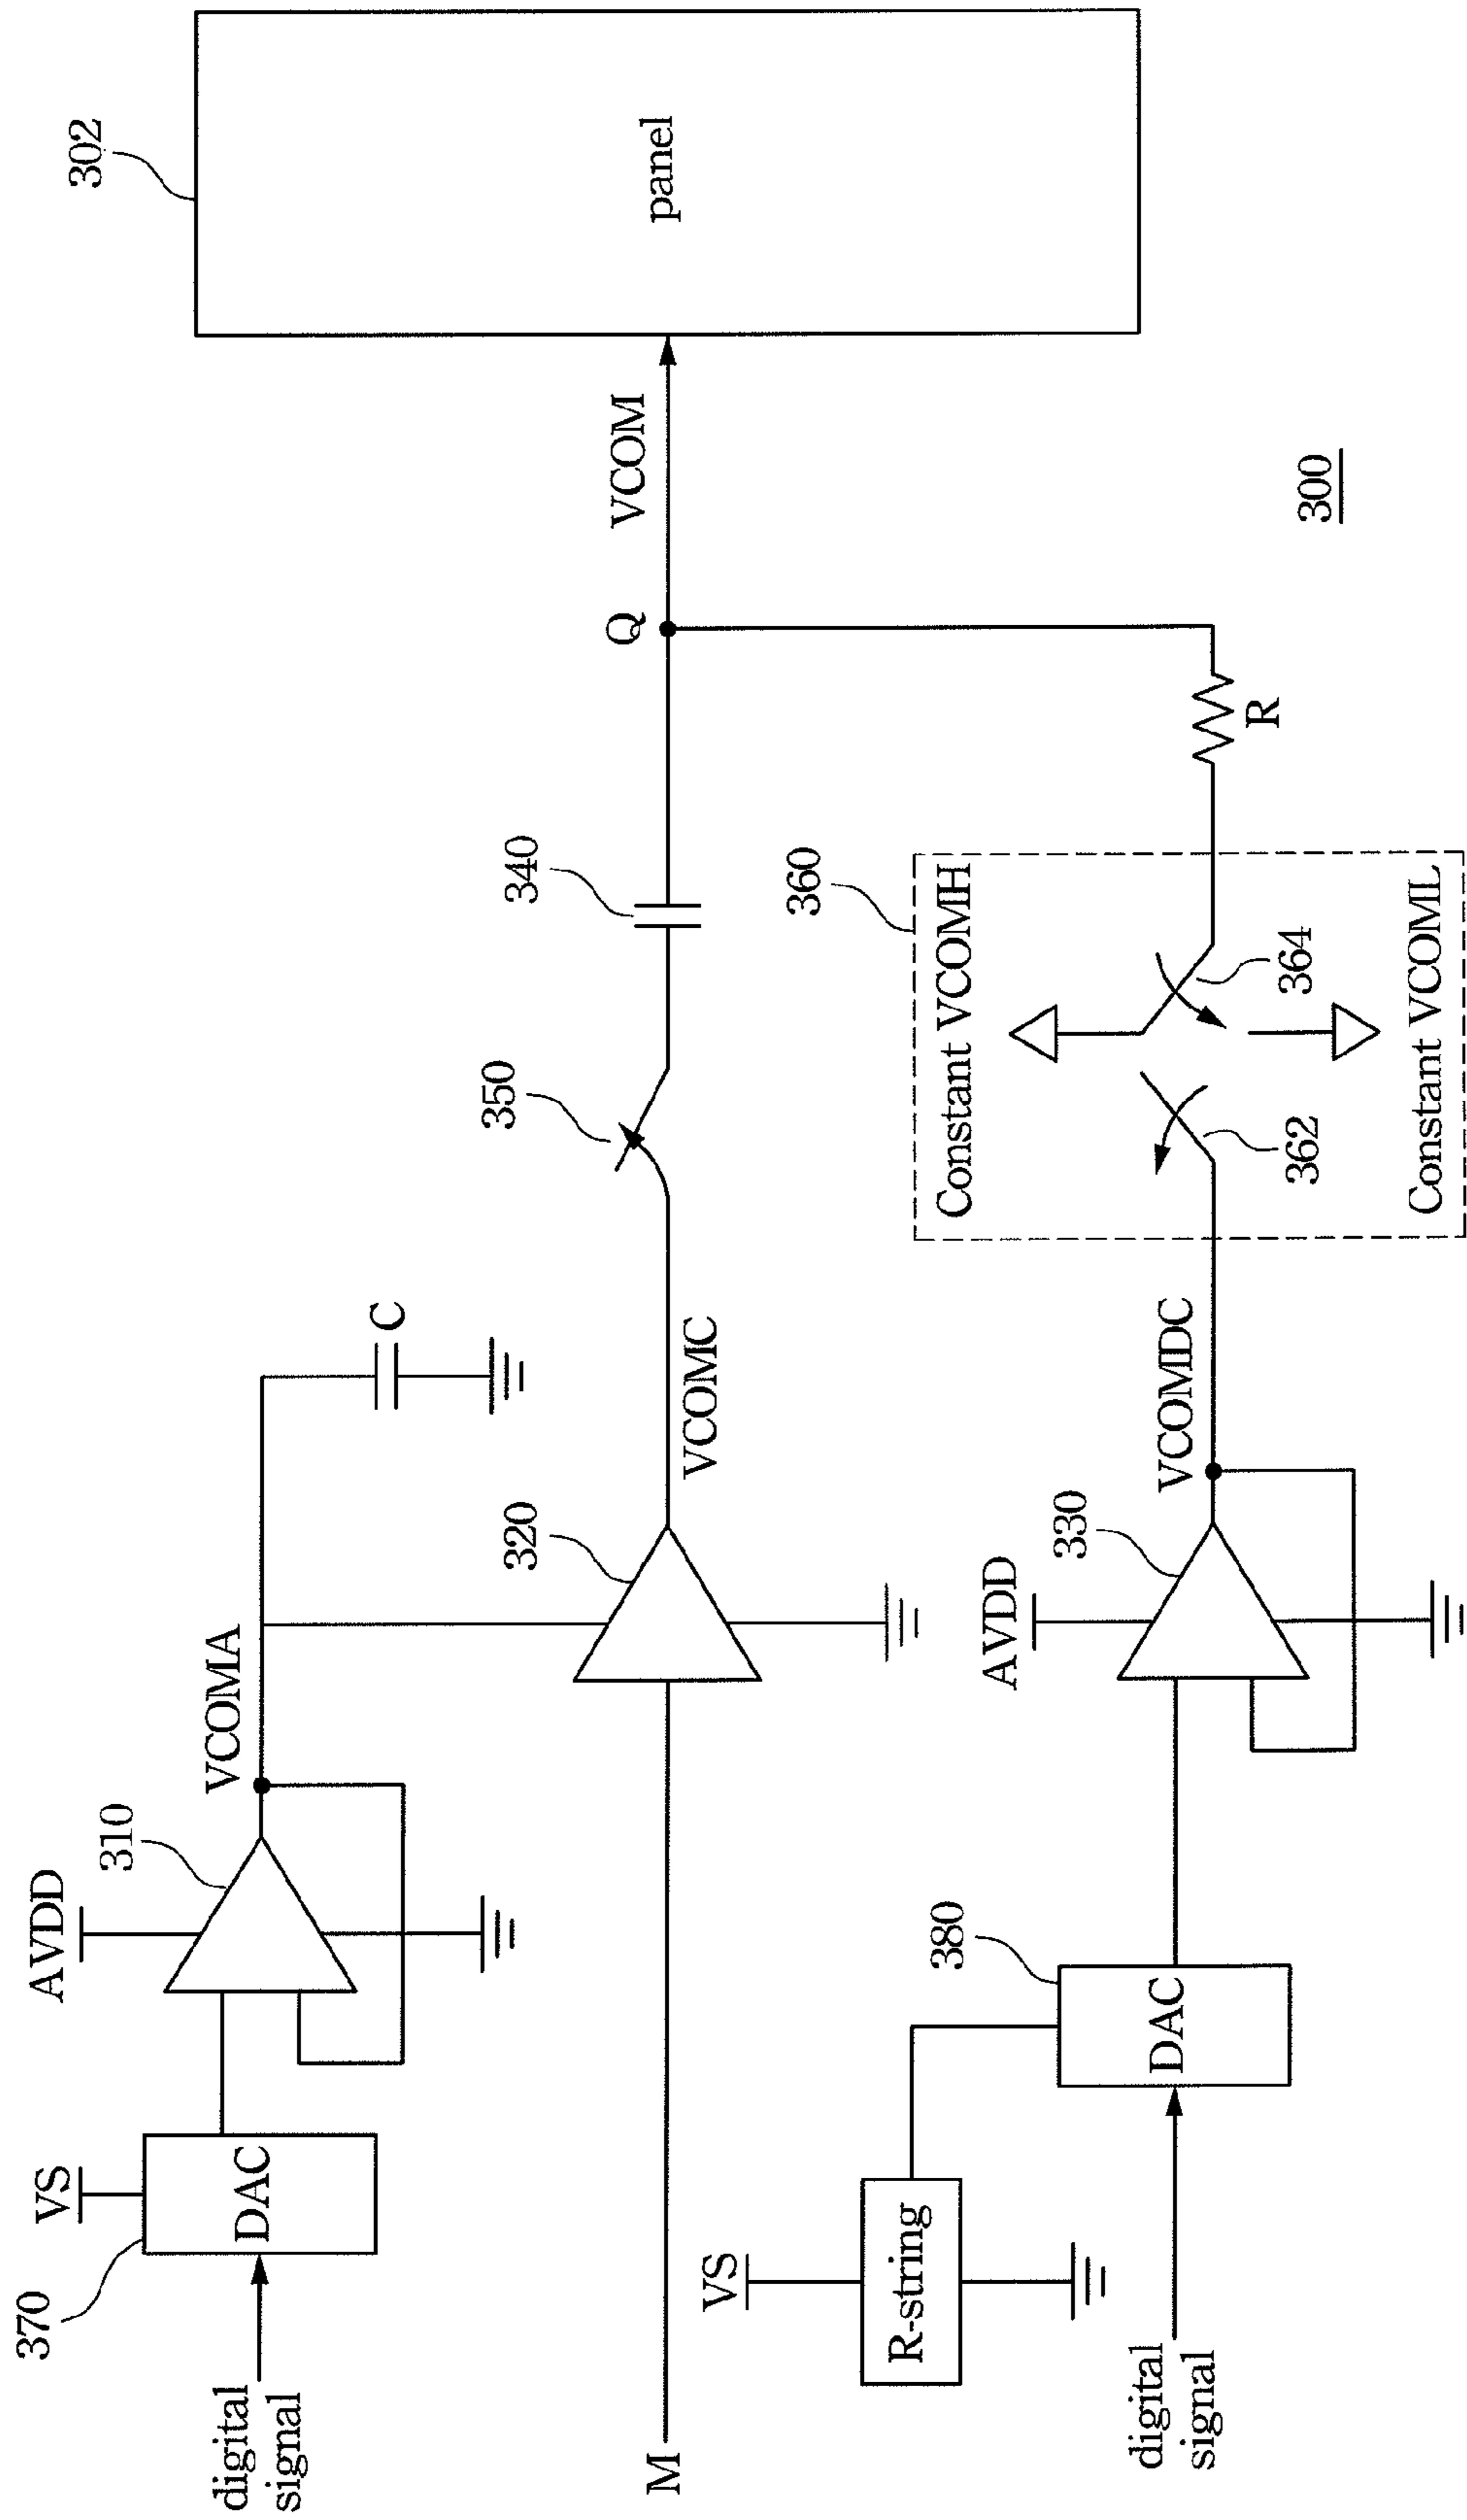 370
digital
signal
VS
DAC
AVDD
310
VCOMA
C
M
320
VCOMC
350
340
Q
VCOM
302
panel
VS
R-string
digital
signal
380
DAC
AVDD
330
VCOMDC
360
Constant VCOMH
362
364
Constant VCOML
R
300